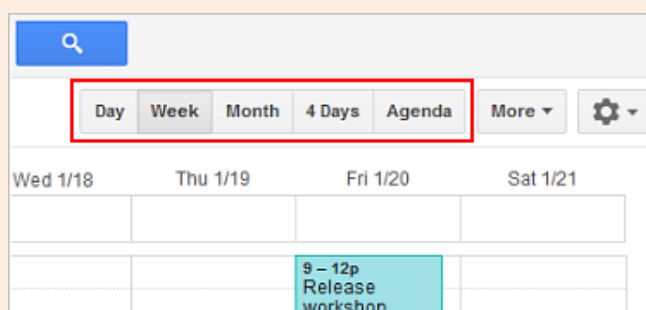 Day Week Month 4 Days Agenda More
Wed 1/18 Thu 1/19 Fri 1/20 Sat 1/21
9 – 12p
Release
workshop